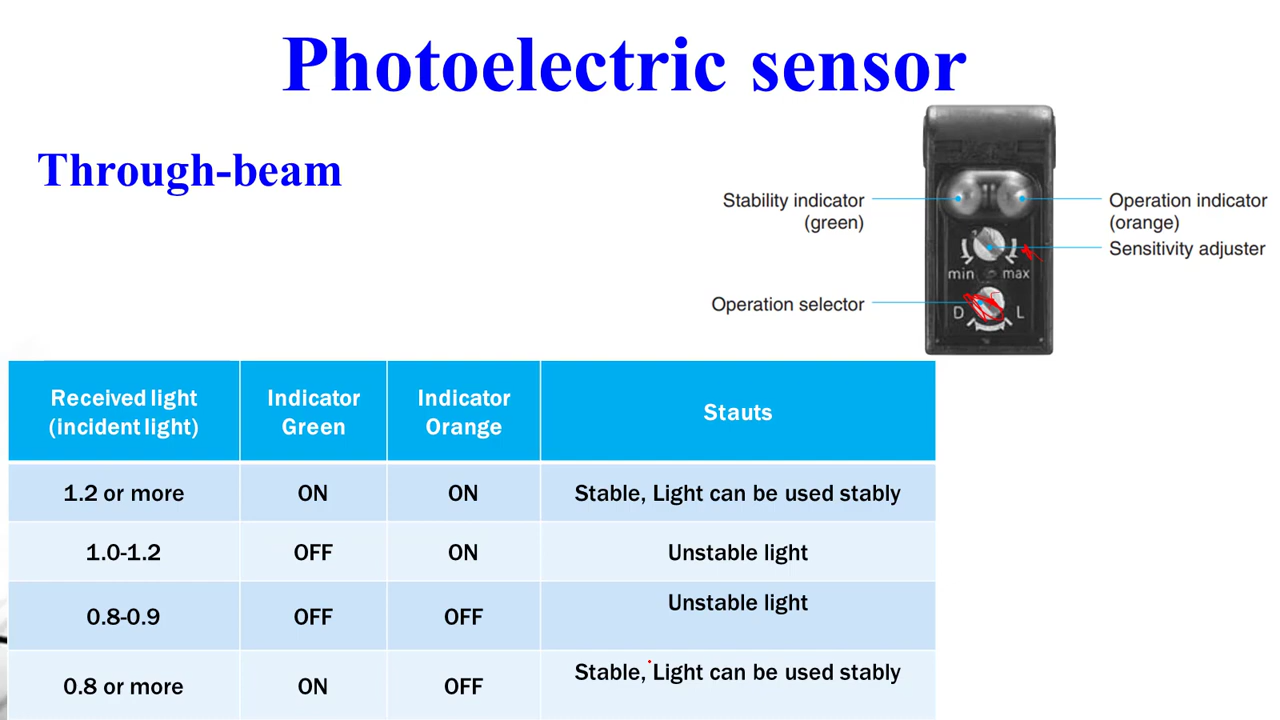 Photoelectric sensor
Through-beam
Stability indicator
(green)
Operation indicator
(orange)
Sensitivity adjuster
min max
Operation selector
D L
Received light
(incident light)
Indicator
Green
Indicator
Orange
Stauts
1.2 or more ON ON Stable, Light can be used stably
1.0-1.2 OFF ON Unstable light
0.8-0.9 OFF OFF Unstable light
0.8 or more ON OFF Stable, Light can be used stably